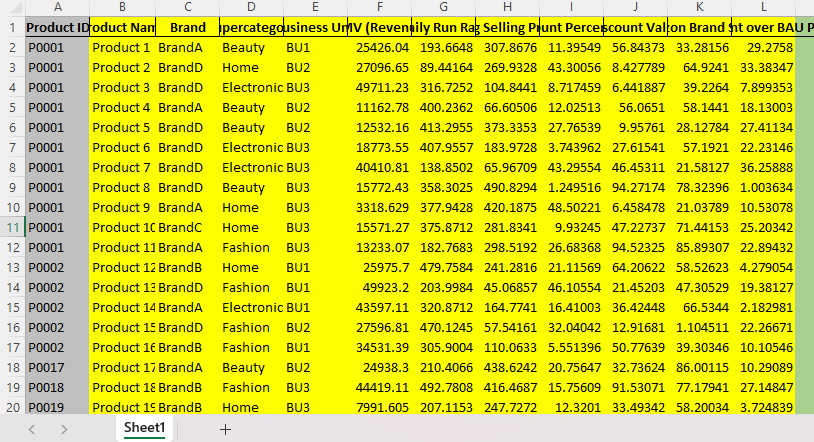 A B C D E F G H I J K L
1 Product ID roduct Nam Brand percatego usiness Un MV (Revenu ily Run Rag Selling Pr unt Percen scount Val on Brand S nt over BAU P
2 P0001 Product 1 BrandA Beauty BU1 25426.04 193.6648 307.8676 11.39549 56.84373 33.28156 29.2758
3 P0001 Product 2 BrandD Home BU2 27096.65 89.44164 269.9328 43.30056 8.427789 64.9241 33.38347
4 P0001 Product 3 BrandD Electronic BU3 49711.23 316.7252 104.8441 8.717459 6.441887 39.2264 7.899353
5 P0001 Product 4 BrandA Beauty BU2 11162.78 400.2362 66.60506 12.02513 56.0651 58.1441 18.13003
6 P0001 Product 5 BrandD Beauty BU2 12532.16 413.2955 373.3353 27.76539 9.95761 28.12784 27.41134
7 P0001 Product 6 BrandD Electronic BU3 18773.55 407.9557 183.9728 3.743962 27.61541 57.1921 22.23146
8 P0001 Product 7 BrandD Electronic BU3 40410.81 138.8502 65.96709 43.29554 46.45311 21.58127 36.25888
9 P0001 Product 8 BrandD Beauty BU3 15772.43 358.3025 490.8294 1.249516 94.27174 78.32396 1.003634
10 P0001 Product 9 BrandA Home BU3 3318.629 377.9428 420.1875 48.50221 6.458478 21.03789 10.53078
11 P0001 Product 10 BrandC Home BU3 15571.27 375.8712 281.8341 9.93245 47.22737 71.44153 25.20342
12 P0001 Product 11 BrandA Fashion BU3 13233.07 182.7683 298.5192 26.68368 94.52325 85.89307 22.89432
13 P0002 Product 12 BrandB Home BU1 25975.7 479.7584 241.2816 21.11569 64.20622 58.52623 4.279054
14 P0002 Product 13 BrandD Fashion BU1 49923.2 203.9984 45.06857 46.10554 21.45203 47.30529 19.38127
15 P0002 Product 14 BrandA Electronic BU1 43597.11 320.8712 164.7741 16.41003 36.42448 66.5344 2.182981
16 P0002 Product 15 BrandD Fashion BU2 27596.81 470.1245 57.54161 32.04042 12.91681 1.104511 22.26671
17 P0002 Product 16 BrandB Fashion BU1 34531.39 305.9004 110.0633 5.551396 50.77639 39.30346 10.10546
18 P0017 Product 17 BrandA Beauty BU2 24938.3 210.4066 438.6242 20.75647 32.73624 86.00115 10.29089
19 P0018 Product 18 BrandB Fashion BU3 44419.11 492.7808 416.4687 15.75609 91.53071 77.17941 27.14847
20 P0019 Product 19 BrandB Home BU3 7991.605 207.1153 247.7272 12.3201 33.49342 58.20034 3.724839
Sheet1